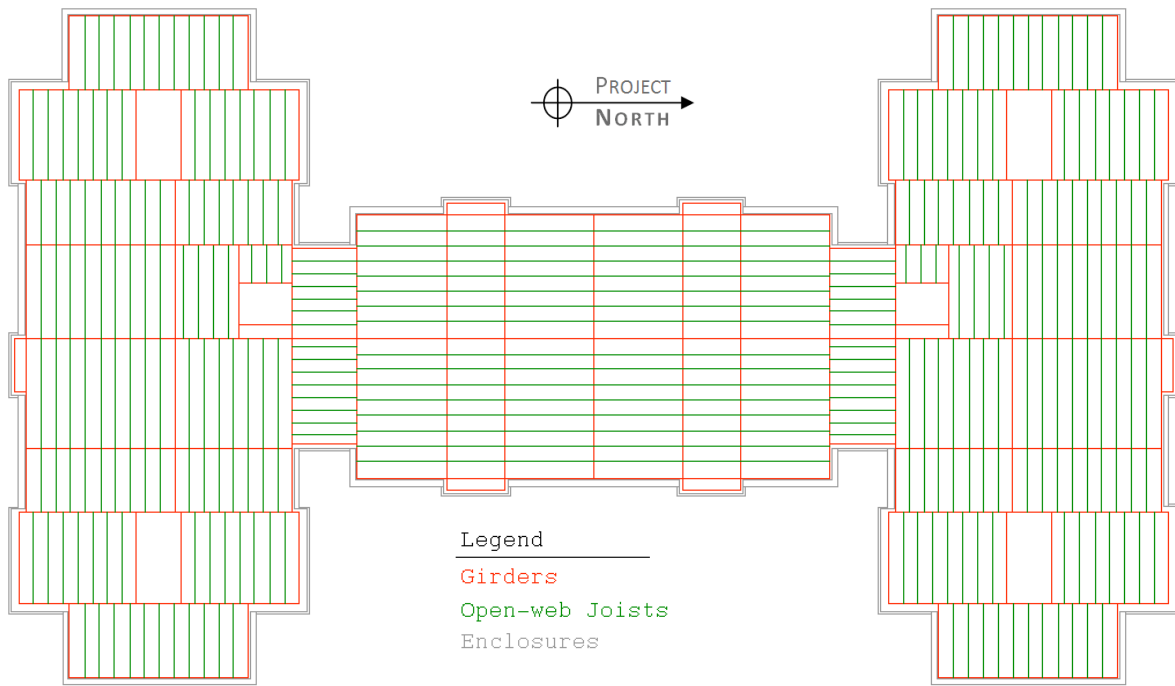 PROJECT
NORTH
Legend
Girders
Open-web Joists
Enclosures